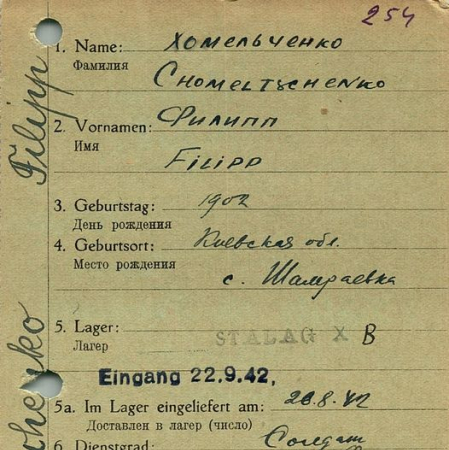 254
1. Name: Хомельченко
Фамилия
Chomeltschenko
2. Vornamen: Филипп
Имя
Filipp
3. Geburtstag: 1902
День рождения
4. Geburtsort: Киевская обл.
Место рождения
с. Шамраевка
5. Lager: STALAG X B
Лагер
Eingang 22.9.42,
5a. Im Lager eingeliefert am: 28.8.42
Доставлен в лагер (число)
6. Dienstgrad: Солдат
Filipp